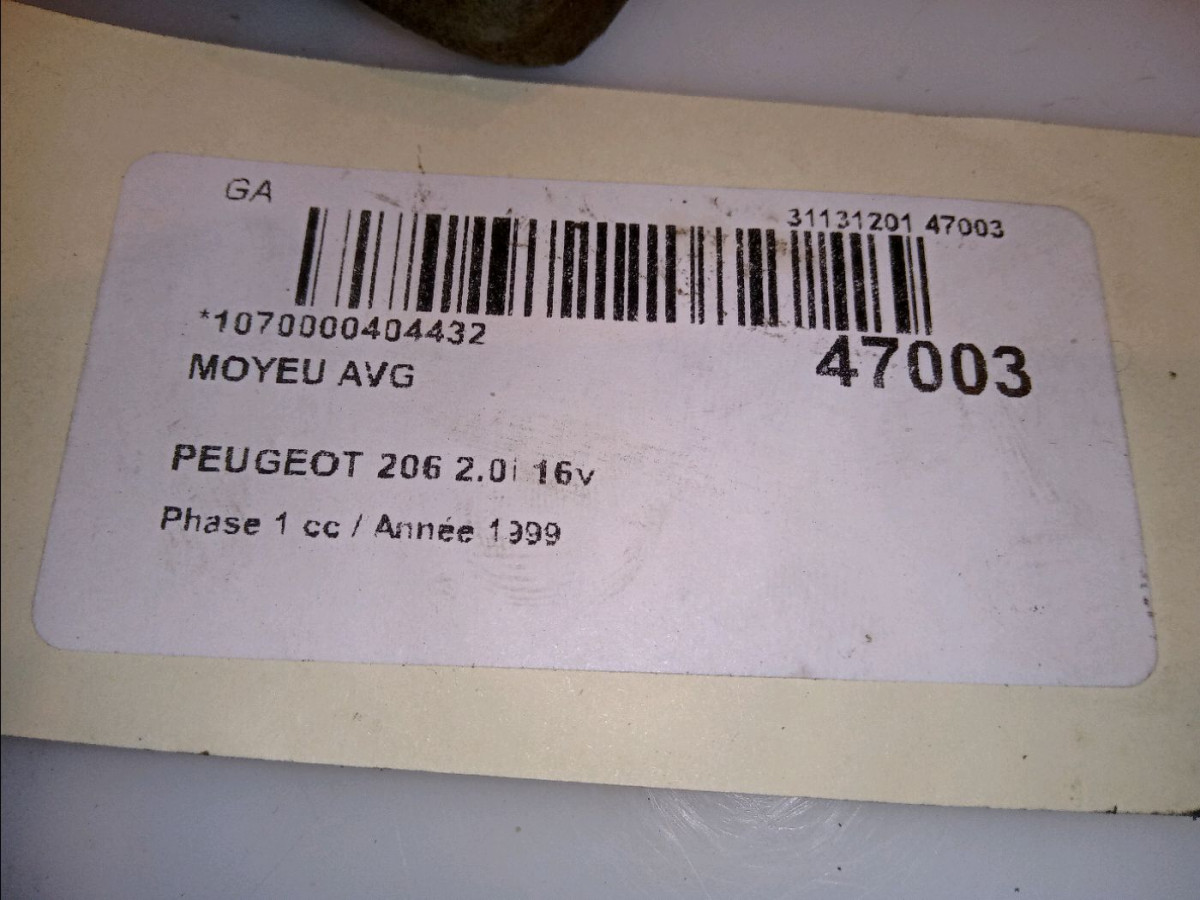 GA
31131201 47003
*1070000404432
47003
MOYEU AVG
PEUGEOT 206 2.0i 16v
Phase 1 cc / Année 1999